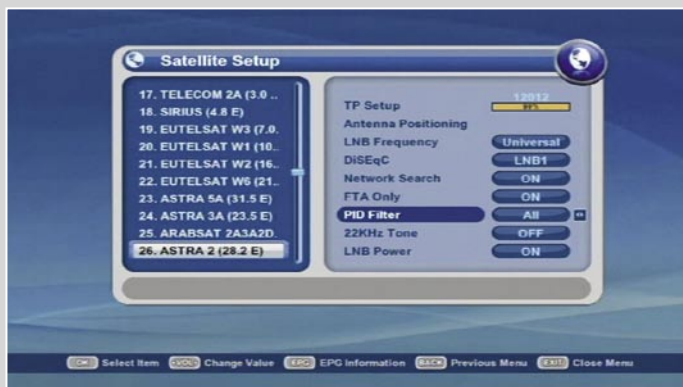 Satellite Setup
17. TELECOM 2A (3.0 ..
18. SIRIUS (4.8 E)
19. EUTELSAT W3 (7.0.
20. EUTELSAT W1 (10..
21. EUTELSAT W2 (16..
22. EUTELSAT W6 (21..
23. ASTRA 5A (31.5 E)
24. ASTRA 3A (23.5 E)
25. ARABSAT 2A3A2D.
26. ASTRA 2 (28.2 E)
12012
TP Setup
Antenna Positioning
LNB Frequency Universal
DiSEqC LNB1
Network Search ON
FTA Only ON
PID Filter All
22KHz Tone OFF
LNB Power ON
Select Item +VOL- Change Value EPG EPG Information BACK Previous Menu EXIT Close Menu